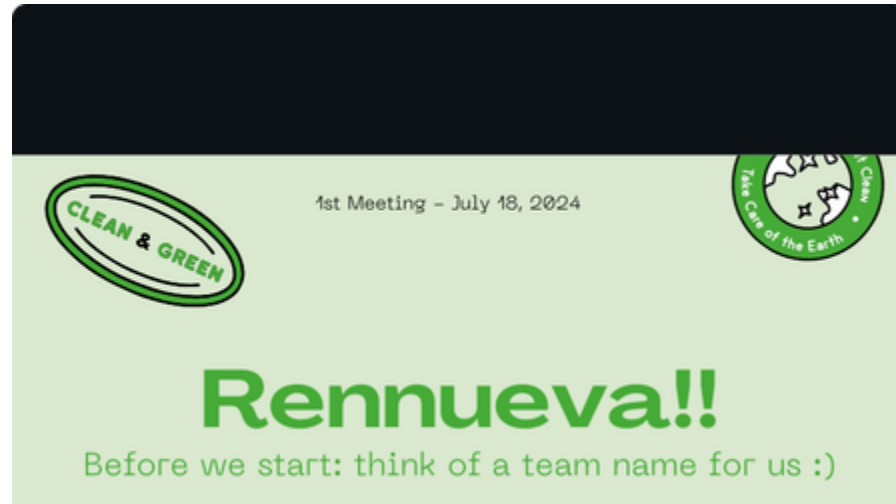 1st Meeting - July 18, 2024
CLEAN & GREEN
Take Care of the Earth
t Clean
Rennueva!!
Before we start: think of a team name for us :)